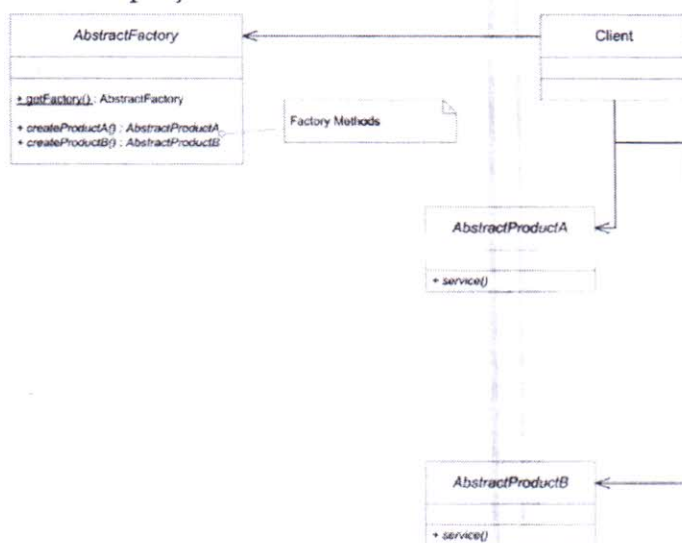 AbstractFactory
Client
+ getFactory() : AbstractFactory
+ createProductA() : AbstractProductA
+ createProductB() : AbstractProductB
Factory Methods
AbstractProductA
+ service()
AbstractProductB
+ service()